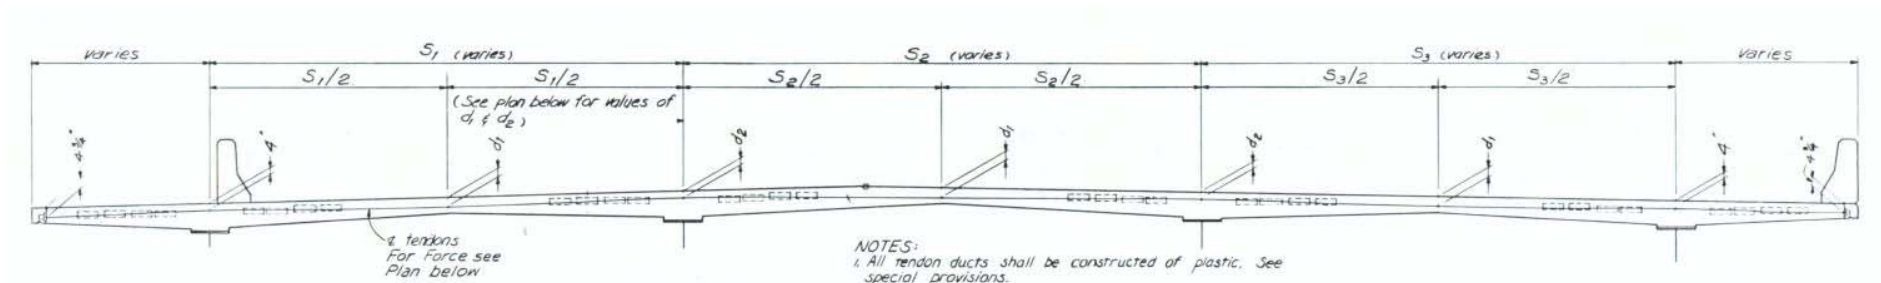 varies
S₁ (varies)
S₂ (varies)
S₃ (varies)
varies
S₁/2
S₁/2
S₂/2
S₂/2
S₃/2
S₃/2
(See plan below for values of
d₁ & d₂)
4¾"
4"
d₁
d₂
d₁
d₂
d₁
4"
4¾"
℄ tendons
For Force see
Plan below
NOTES:
1. All tendon ducts shall be constructed of plastic. See
special provisions.